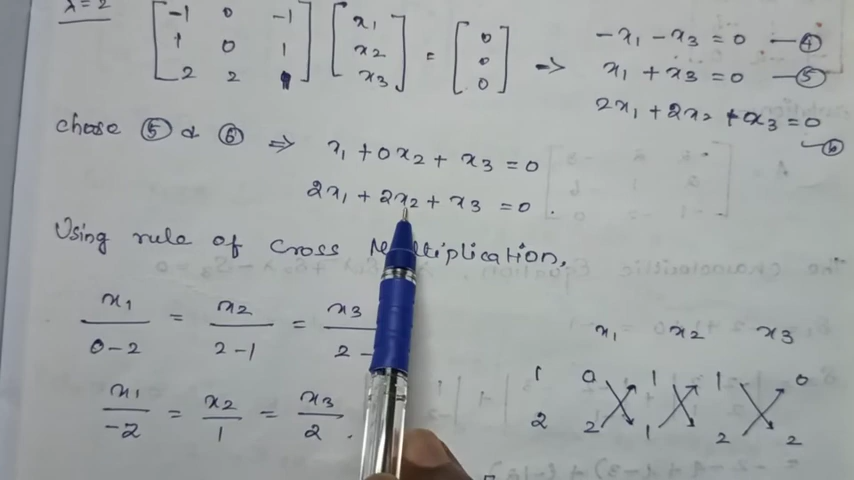 λ=2
[-1 0 -1] [x1] = [0] ⇒ -x1 - x3 = 0 —④
[1 0 1] [x2] [0] x1 + x3 = 0 —⑤
[2 2 1] [x3] [0] 2x1 + 2x2 + x3 = 0 —⑥
chose ⑤ & ⑥ ⇒ x1 + 0x2 + x3 = 0
2x1 + 2x2 + x3 = 0.
Using rule of Cross Multiplication,
x1/(0-2) = x2/(2-1) = x3/(2-
x1/-2 = x2/1 = x3/2.
x1 x2 x3
1 0 1 1 0
2 2 1 2 2